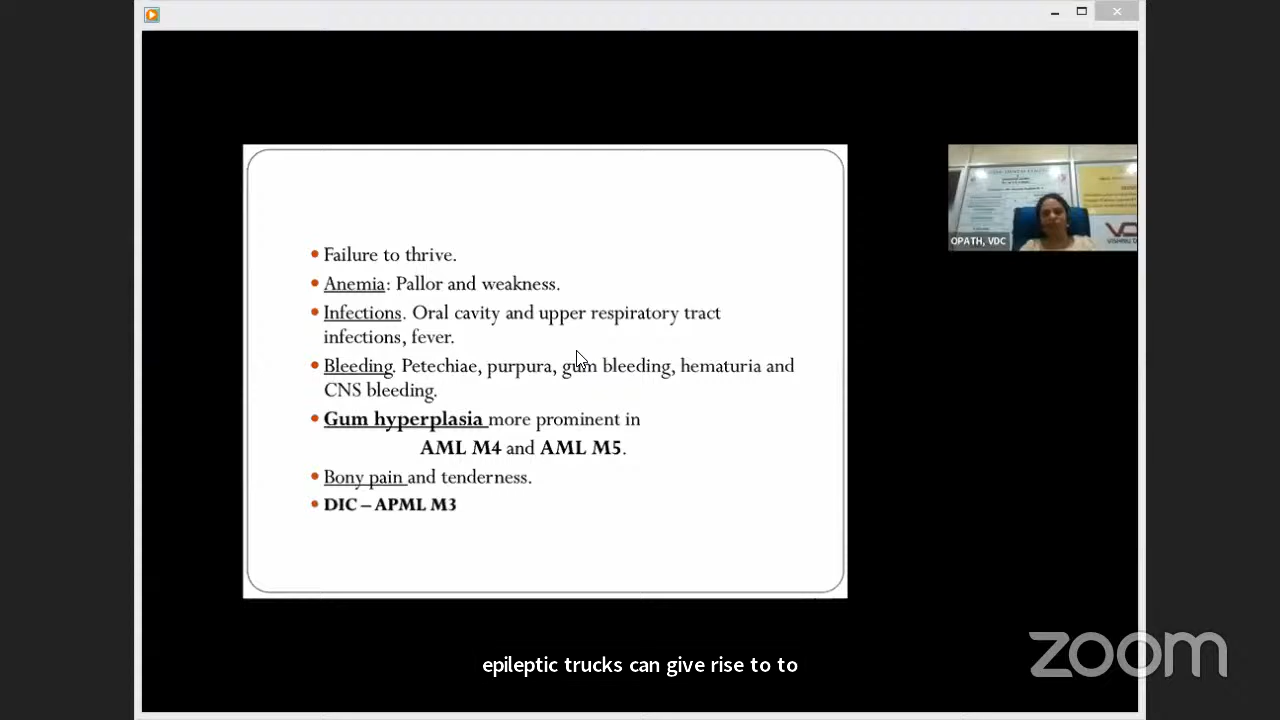 • Failure to thrive.
• Anemia: Pallor and weakness.
• Infections. Oral cavity and upper respiratory tract
infections, fever.
• Bleeding. Petechiae, purpura, gum bleeding, hematuria and
CNS bleeding.
• Gum hyperplasia more prominent in
AML M4 and AML M5.
• Bony pain and tenderness.
• DIC – APML M3
OPATH, VDC
epileptic trucks can give rise to to
zoom